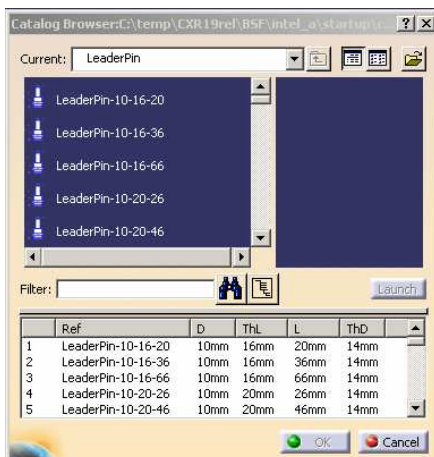 Catalog Browser:C:\temp\CXR19rel\BSF\intel_a\startup\
Current: LeaderPin
LeaderPin-10-16-20
LeaderPin-10-16-36
LeaderPin-10-16-66
LeaderPin-10-20-26
LeaderPin-10-20-46
Filter:
Launch
Ref D ThL L ThD
1 LeaderPin-10-16-20 10mm 16mm 20mm 14mm
2 LeaderPin-10-16-36 10mm 16mm 36mm 14mm
3 LeaderPin-10-16-66 10mm 16mm 66mm 14mm
4 LeaderPin-10-20-26 10mm 20mm 26mm 14mm
5 LeaderPin-10-20-46 10mm 20mm 46mm 14mm
OK Cancel